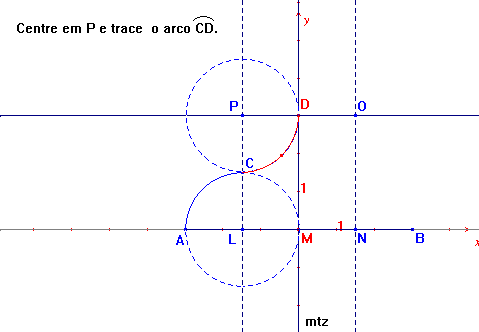 Centre em P e trace o arco CD.
y
P D O
C
1
1
A L M N B x
mtz